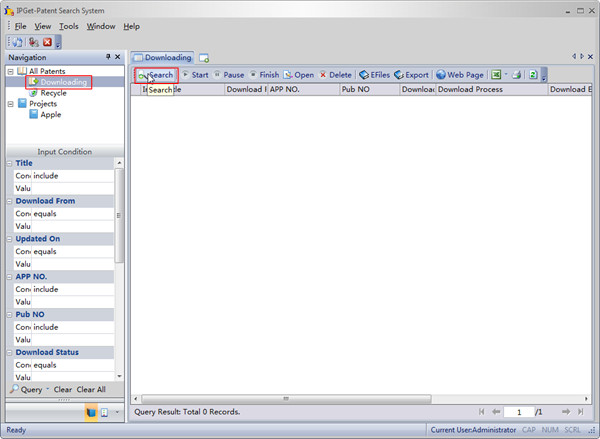 IPGet-Patent Search System
File View Tools Window Help
Navigation
All Patents
Downloading
Recycle
Projects
Apple
Input Condition
Title
Con include
Valu
Download From
Con equals
Valu
Updated On
Con equals
Valu
APP NO.
Con include
Valu
Pub NO
Con include
Valu
Download Status
Con equals
Valu
Query Clear Clear All
Downloading
Search Start Pause Finish Open Delete EFiles Export Web Page
Search
Download APP NO. Pub NO Download Download Process Download
Query Result: Total 0 Records.
1 /1
Ready
Current User:Administrator CAP NUM SCRL